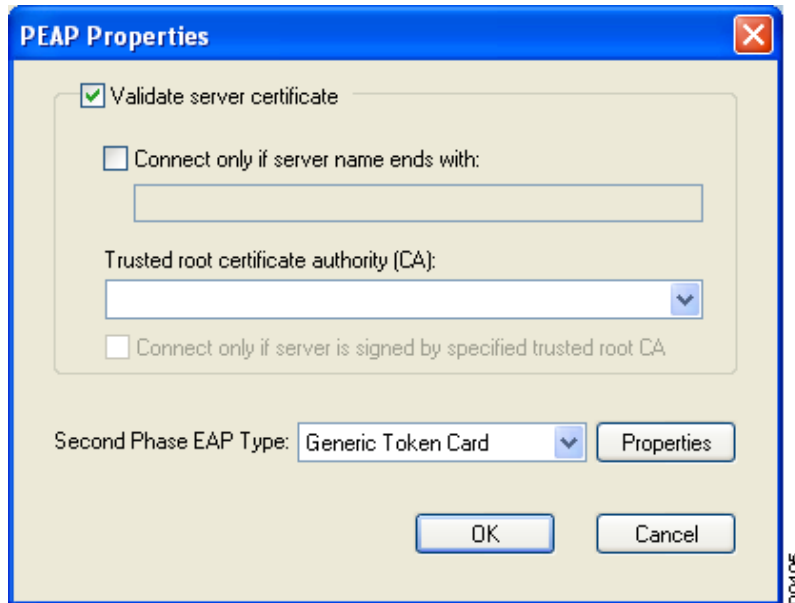 PEAP Properties
Validate server certificate
Connect only if server name ends with:
Trusted root certificate authority (CA):
Connect only if server is signed by specified trusted root CA
Second Phase EAP Type: Generic Token Card Properties
OK Cancel